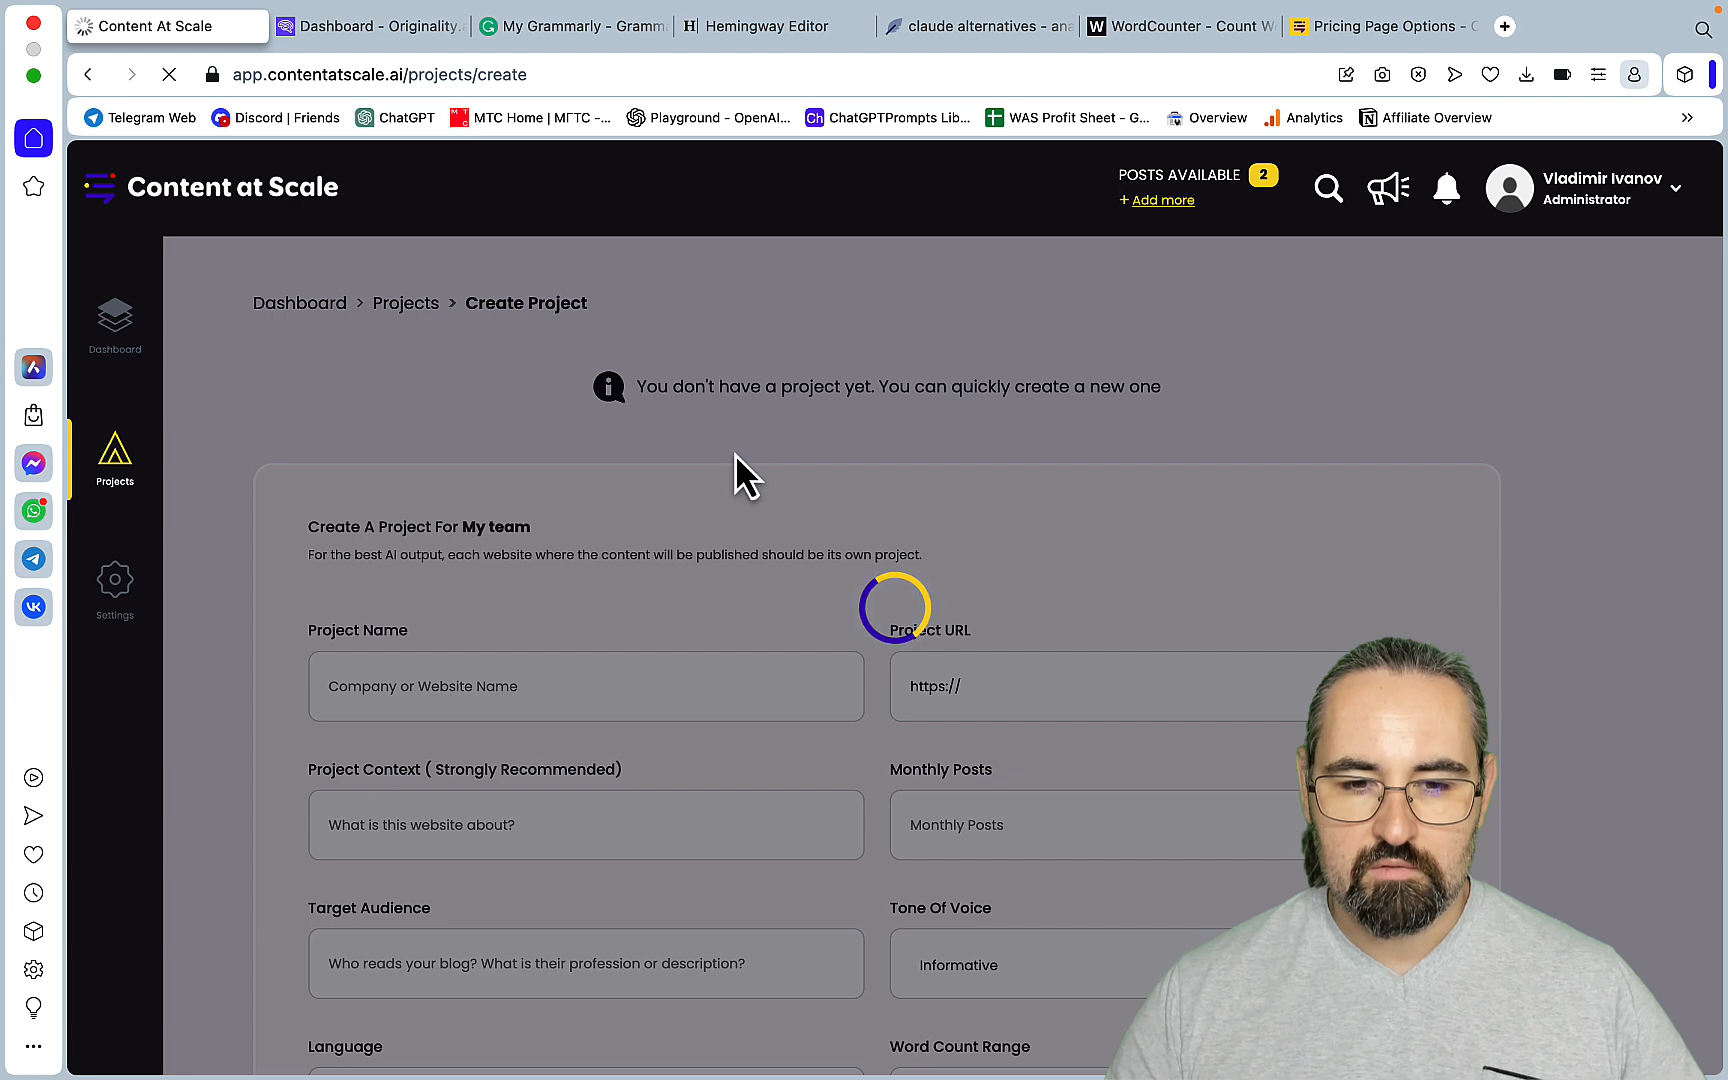 Content At Scale
Dashboard - Originality.
My Grammarly - Gramm
Hemingway Editor
claude alternatives - ana
WordCounter - Count W
Pricing Page Options - C
app.contentatscale.ai/projects/create
Telegram Web
Discord | Friends
ChatGPT
MTC Home | МГТС -...
Playground - OpenAI...
ChatGPTPrompts Lib...
WAS Profit Sheet - G...
Overview
Analytics
Affiliate Overview
Content at Scale
POSTS AVAILABLE 2
+ Add more
Vladimir Ivanov
Administrator
Dashboard
Projects
Settings
Dashboard > Projects > Create Project
You don't have a project yet. You can quickly create a new one
Create A Project For My team
For the best AI output, each website where the content will be published should be its own project.
Project Name
Company or Website Name
Project URL
https://
Project Context ( Strongly Recommended)
What is this website about?
Monthly Posts
Monthly Posts
Target Audience
Who reads your blog? What is their profession or description?
Tone Of Voice
Informative
Language
Word Count Range